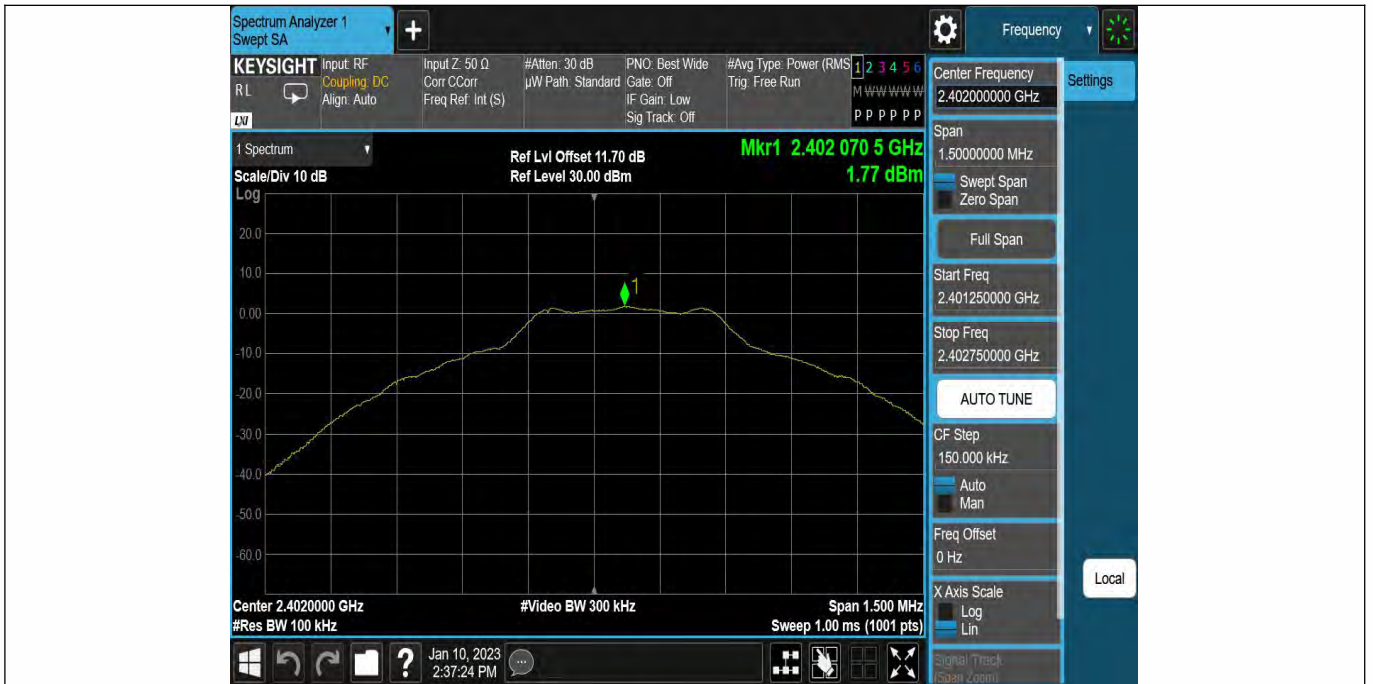 Spectrum Analyzer 1
Swept SA
+
Frequency
KEYSIGHT
RL
LXI
Input: RF
Coupling: DC
Align: Auto
Input Z: 50 Ω
Corr CCorr
Freq Ref: Int (S)
#Atten: 30 dB
µW Path: Standard
PNO: Best Wide
Gate: Off
IF Gain: Low
Sig Track: Off
#Avg Type: Power (RMS
Trig: Free Run
1 2 3 4 5 6
M W W W W W
P P P P P P
1 Spectrum
Scale/Div 10 dB
Log
Ref Lvl Offset 11.70 dB
Ref Level 30.00 dBm
Mkr1 2.402 070 5 GHz
1.77 dBm
1
20.0
10.0
0.00
-10.0
-20.0
-30.0
-40.0
-50.0
-60.0
Center 2.4020000 GHz
#Res BW 100 kHz
#Video BW 300 kHz
Span 1.500 MHz
Sweep 1.00 ms (1001 pts)
Center Frequency
2.402000000 GHz
Settings
Span
1.50000000 MHz
Swept Span
Zero Span
Full Span
Start Freq
2.401250000 GHz
Stop Freq
2.402750000 GHz
AUTO TUNE
CF Step
150.000 kHz
Auto
Man
Freq Offset
0 Hz
X Axis Scale
Log
Lin
Local
Signal Track
(Span Zoom)
?
Jan 10, 2023
2:37:24 PM